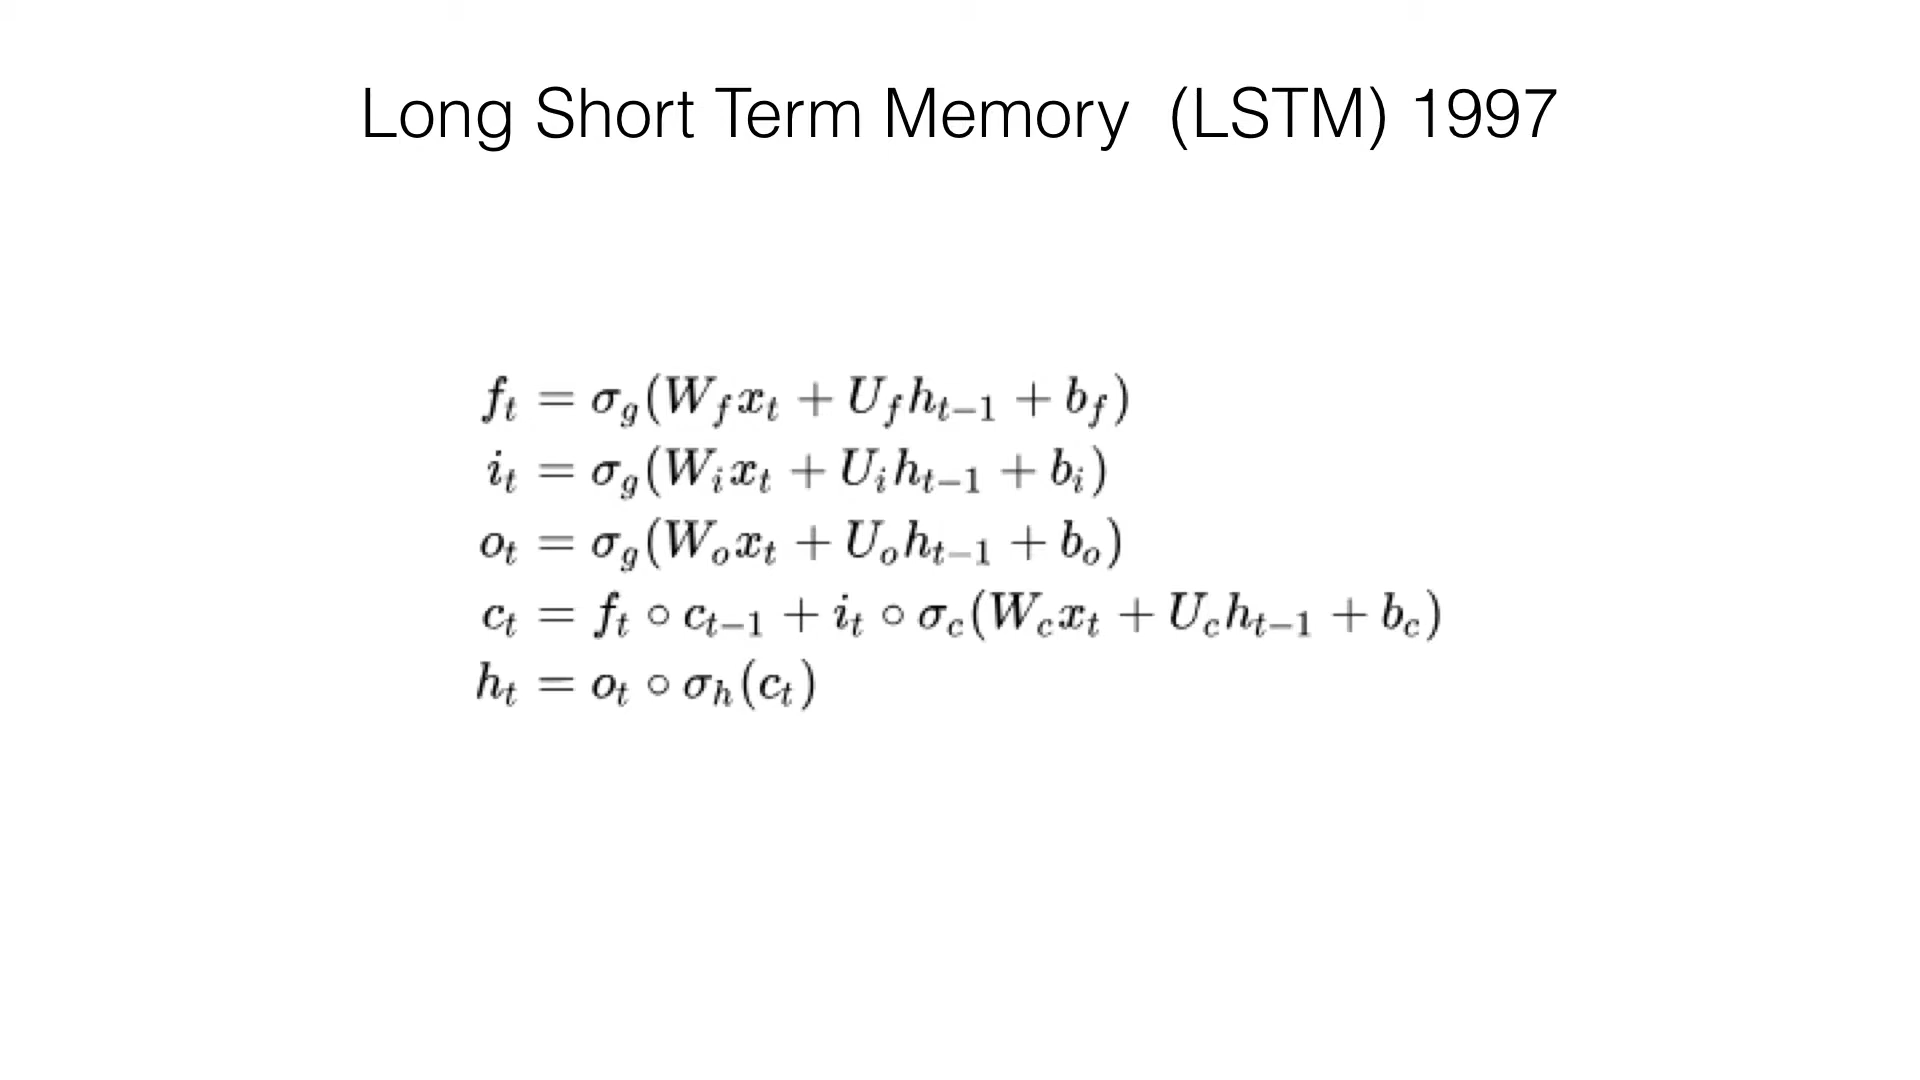 Long Short Term Memory (LSTM) 1997
f_t = σ_g(W_f x_t + U_f h_{t−1} + b_f)
i_t = σ_g(W_i x_t + U_i h_{t−1} + b_i)
o_t = σ_g(W_o x_t + U_o h_{t−1} + b_o)
c_t = f_t ∘ c_{t−1} + i_t ∘ σ_c(W_c x_t + U_c h_{t−1} + b_c)
h_t = o_t ∘ σ_h(c_t)